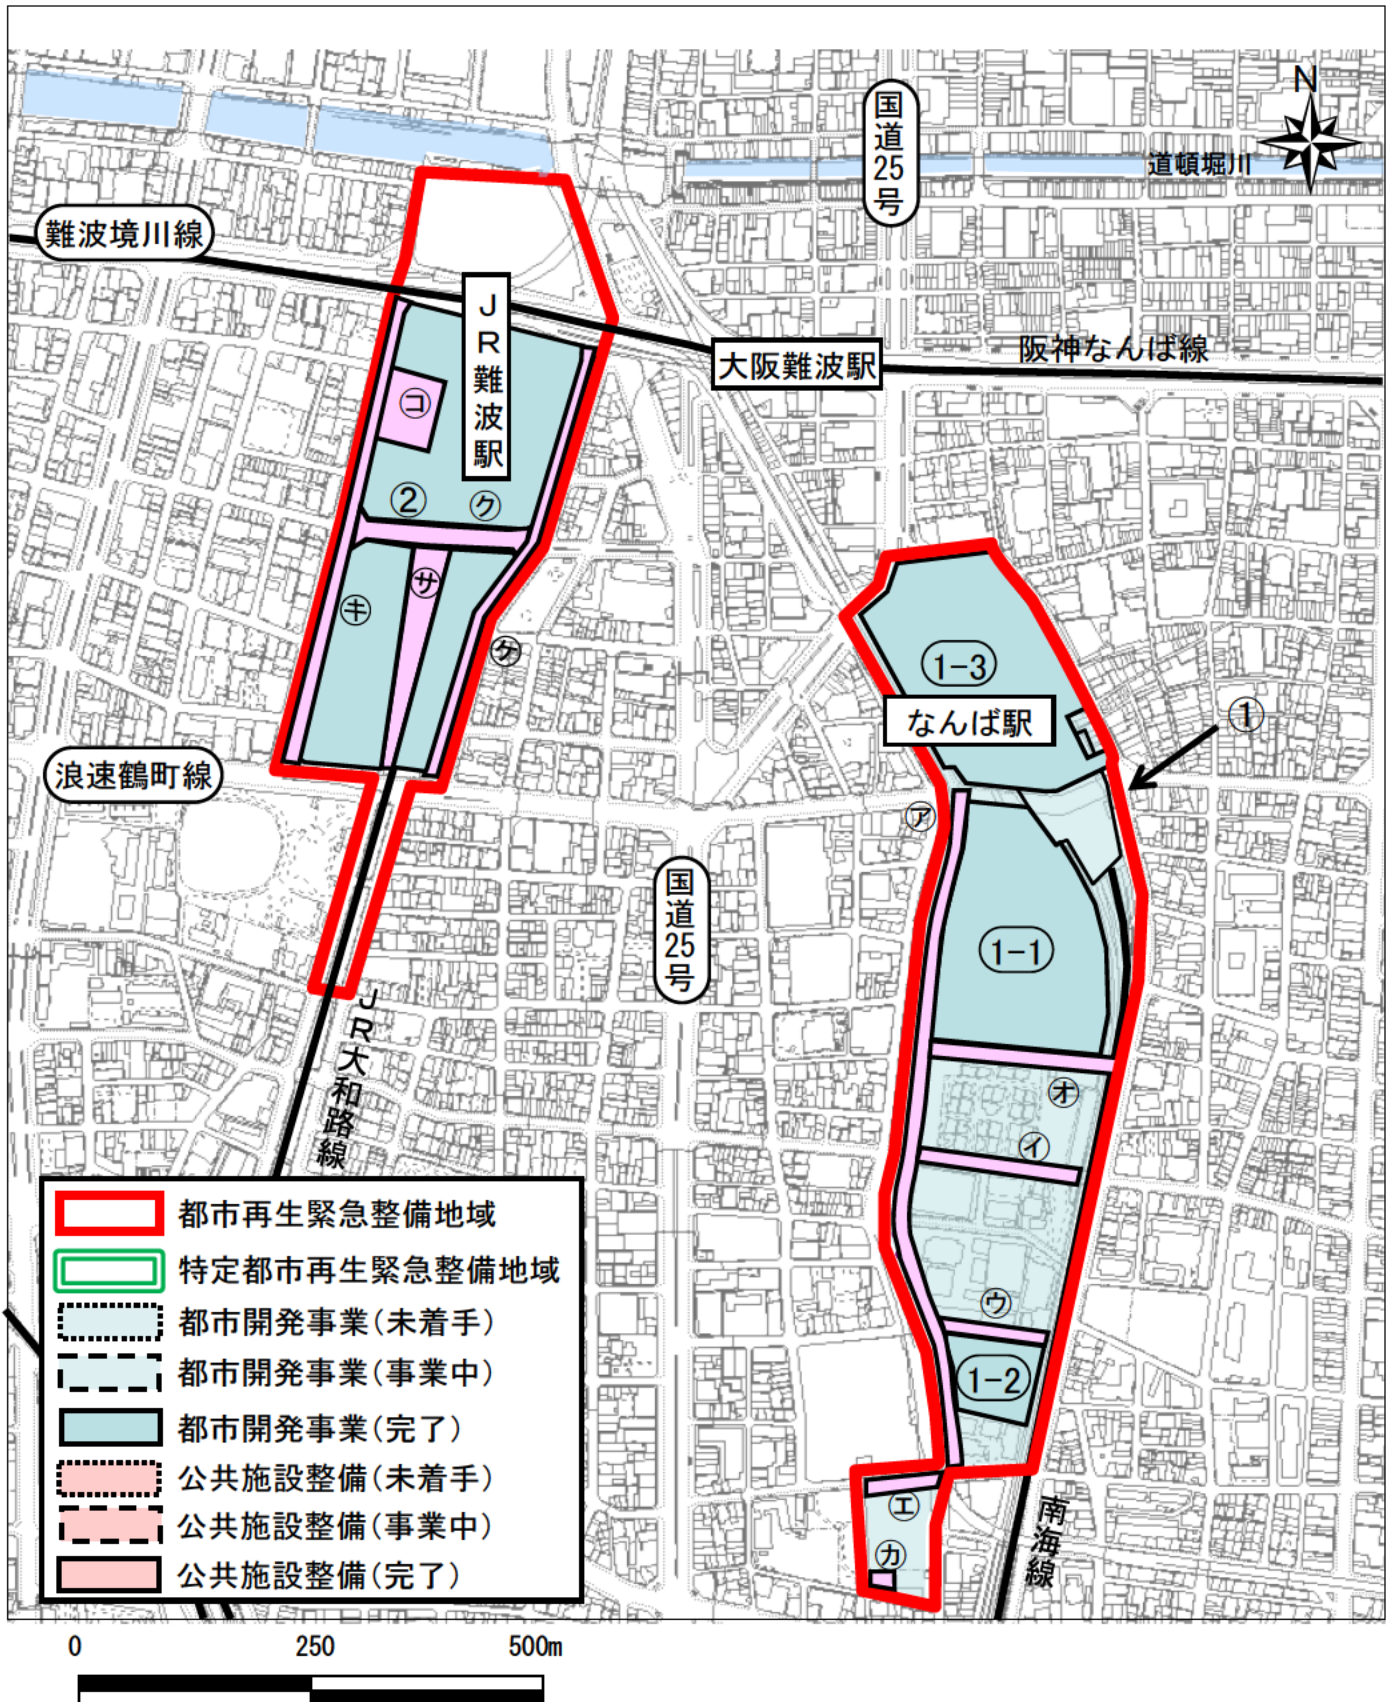 N
国道25号
道頓堀川
難波境川線
JR難波駅
大阪難波駅
阪神なんば線
コ
②
ク
サ
キ
ケ
1-3
なんば駅
①
浪速鶴町線
ア
国道25号
1-1
JR大和路線
オ
イ
ウ
1-2
エ
カ
南海線
都市再生緊急整備地域
特定都市再生緊急整備地域
都市開発事業(未着手)
都市開発事業(事業中)
都市開発事業(完了)
公共施設整備(未着手)
公共施設整備(事業中)
公共施設整備(完了)
0 250 500m